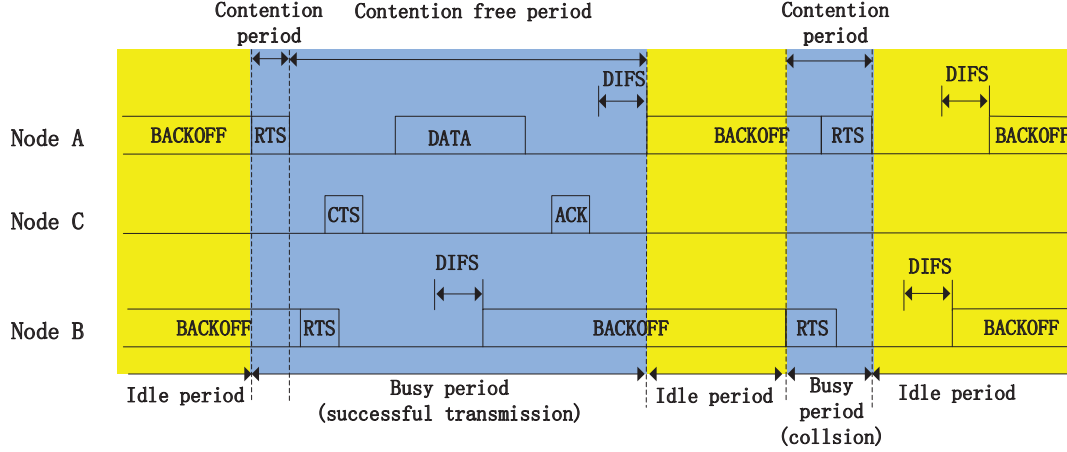 Contention period
Contention free period
Contention period
DIFS
DIFS
Node A
BACKOFF
RTS
DATA
BACKOFF
RTS
BACKOFF
Node C
CTS
ACK
DIFS
DIFS
Node B
BACKOFF
RTS
BACKOFF
RTS
BACKOFF
Idle period
Busy period
(successful transmission)
Idle period
Busy
period
(collsion)
Idle period